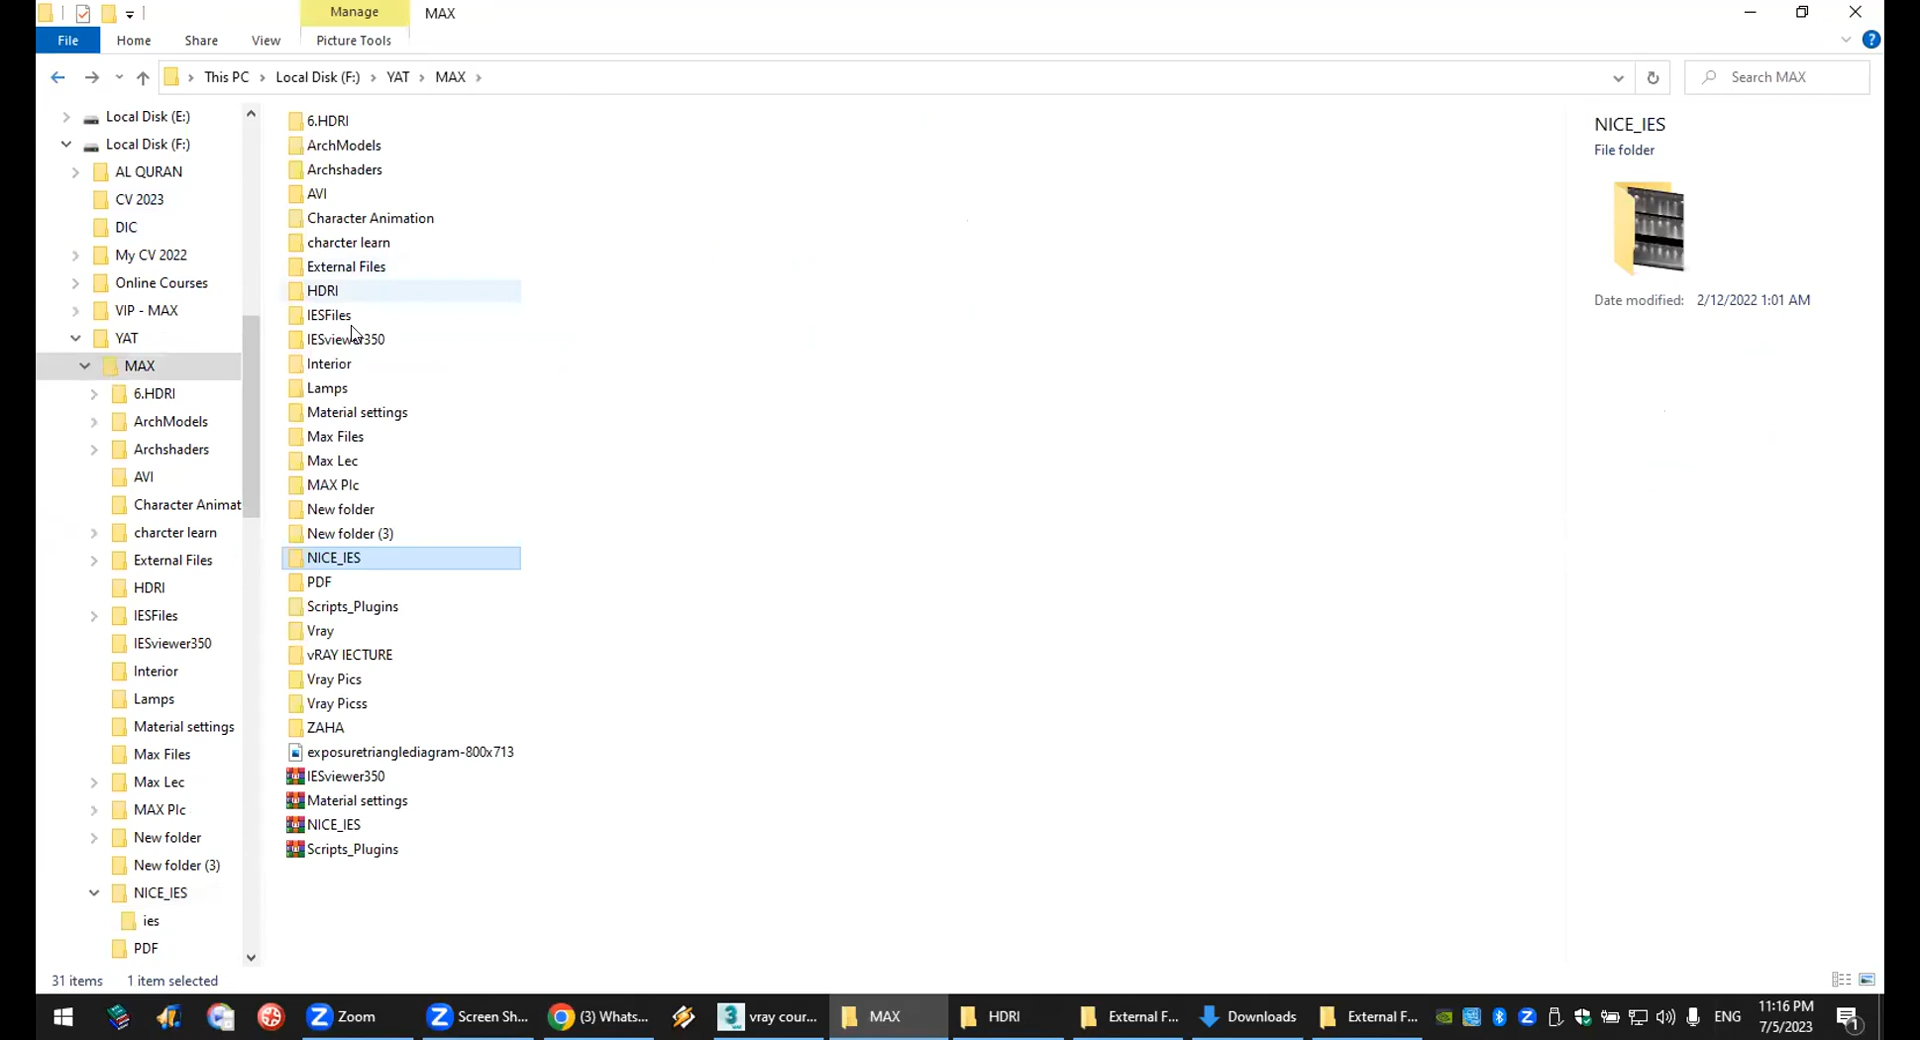 Manage
MAX
File
Home
Share
View
Picture Tools
This PC
Local Disk (F:)
YAT
MAX
Search MAX
Local Disk (E:)
Local Disk (F:)
AL QURAN
CV 2023
DIC
My CV 2022
Online Courses
VIP - MAX
YAT
MAX
6.HDRI
ArchModels
Archshaders
AVI
Character Animat
charcter learn
External Files
HDRI
IESFiles
IESviewer350
Interior
Lamps
Material settings
Max Files
Max Lec
MAX PIc
New folder
New folder (3)
NICE_IES
ies
PDF
6.HDRI
ArchModels
Archshaders
AVI
Character Animation
charcter learn
External Files
HDRI
IESFiles
IESviewer350
Interior
Lamps
Material settings
Max Files
Max Lec
MAX PIc
New folder
New folder (3)
NICE_IES
PDF
Scripts_Plugins
Vray
vRAY lECTURE
Vray Pics
Vray Picss
ZAHA
exposuretrianglediagram-800x713
IESviewer350
Material settings
NICE_IES
Scripts_Plugins
NICE_IES
File folder
Date modified: 2/12/2022 1:01 AM
31 items
1 item selected
Zoom
Screen Sh...
(3) Whats...
vray cour...
MAX
HDRI
External F...
Downloads
External F...
ENG
11:16 PM
7/5/2023
1